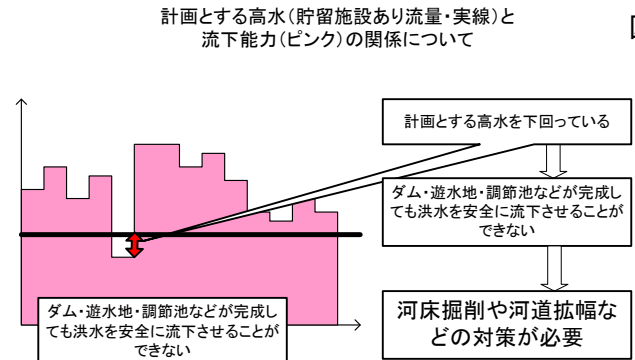 計画とする高水(貯留施設あり流量・実線)と
流下能力(ピンク)の関係について
計画とする高水を下回っている
ダム・遊水地・調節池などが完成し
ても洪水を安全に流下させることが
できない
河床掘削や河道拡幅な
どの対策が必要
ダム・遊水地・調節池などが完成し
ても洪水を安全に流下させることが
できない